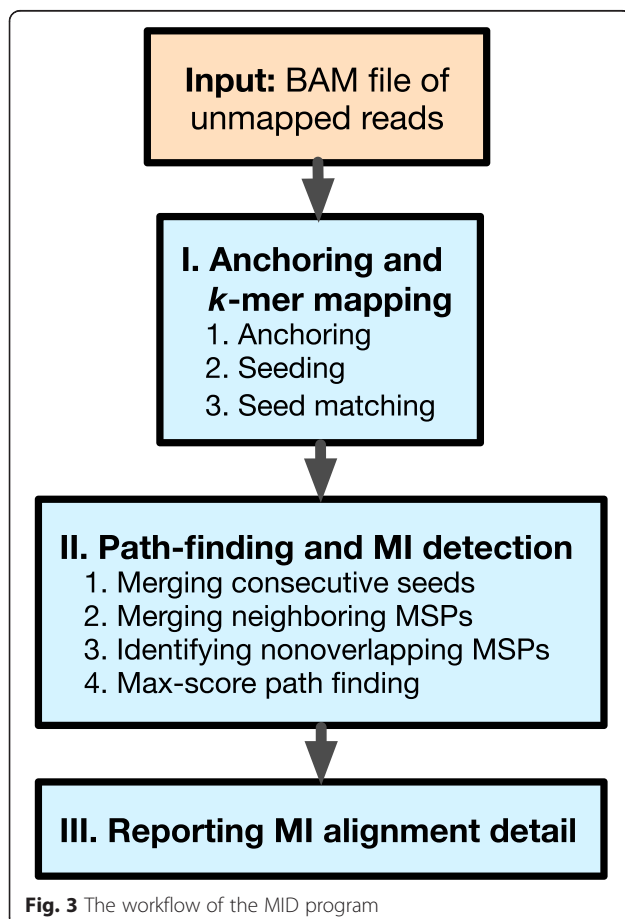 Input: BAM file of
unmapped reads
I. Anchoring and
k-mer mapping
1. Anchoring
2. Seeding
3. Seed matching
II. Path-finding and MI detection
1. Merging consecutive seeds
2. Merging neighboring MSPs
3. Identifying nonoverlapping MSPs
4. Max-score path finding
III. Reporting MI alignment detail
Fig. 3 The workflow of the MID program